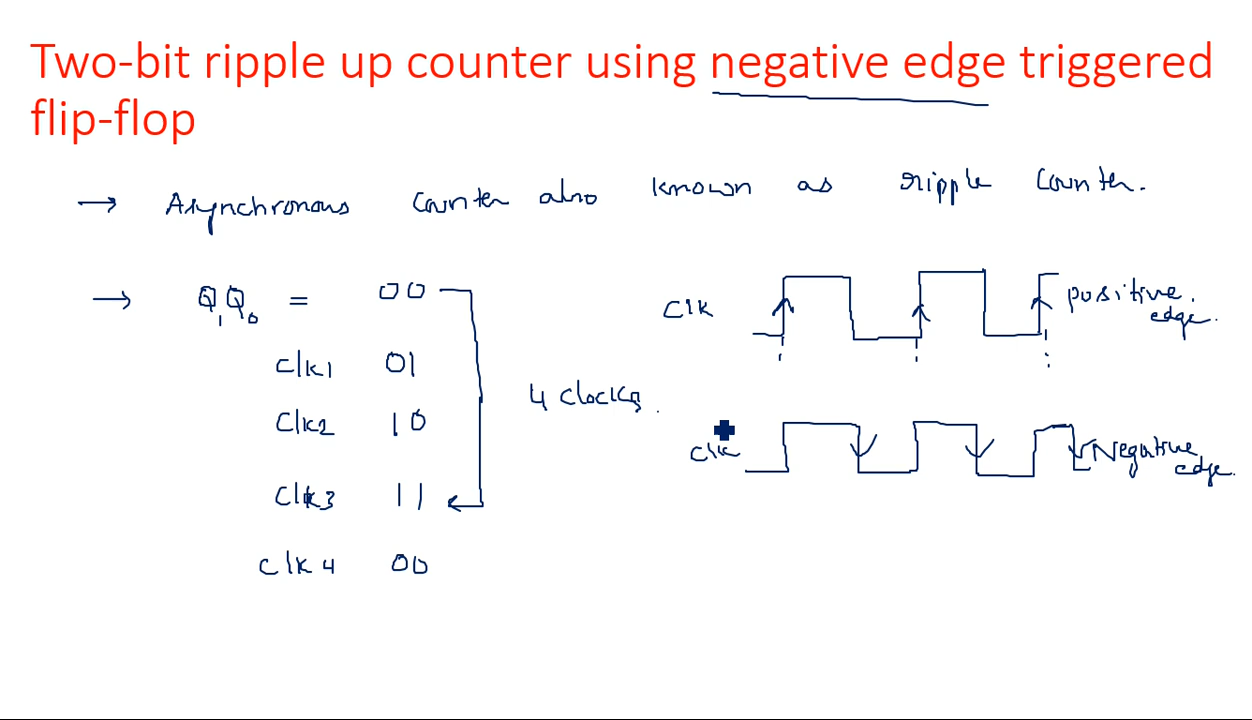 Two-bit ripple up counter using negative edge triggered
flip-flop
→ Asynchronous counter also known as ripple counter.
→ Q₁Q₀ = 00
clk1 01
clk2 10
clk3 11
clk4 00
4 clocks.
clk
positive
edge.
clk
Negative
edge.